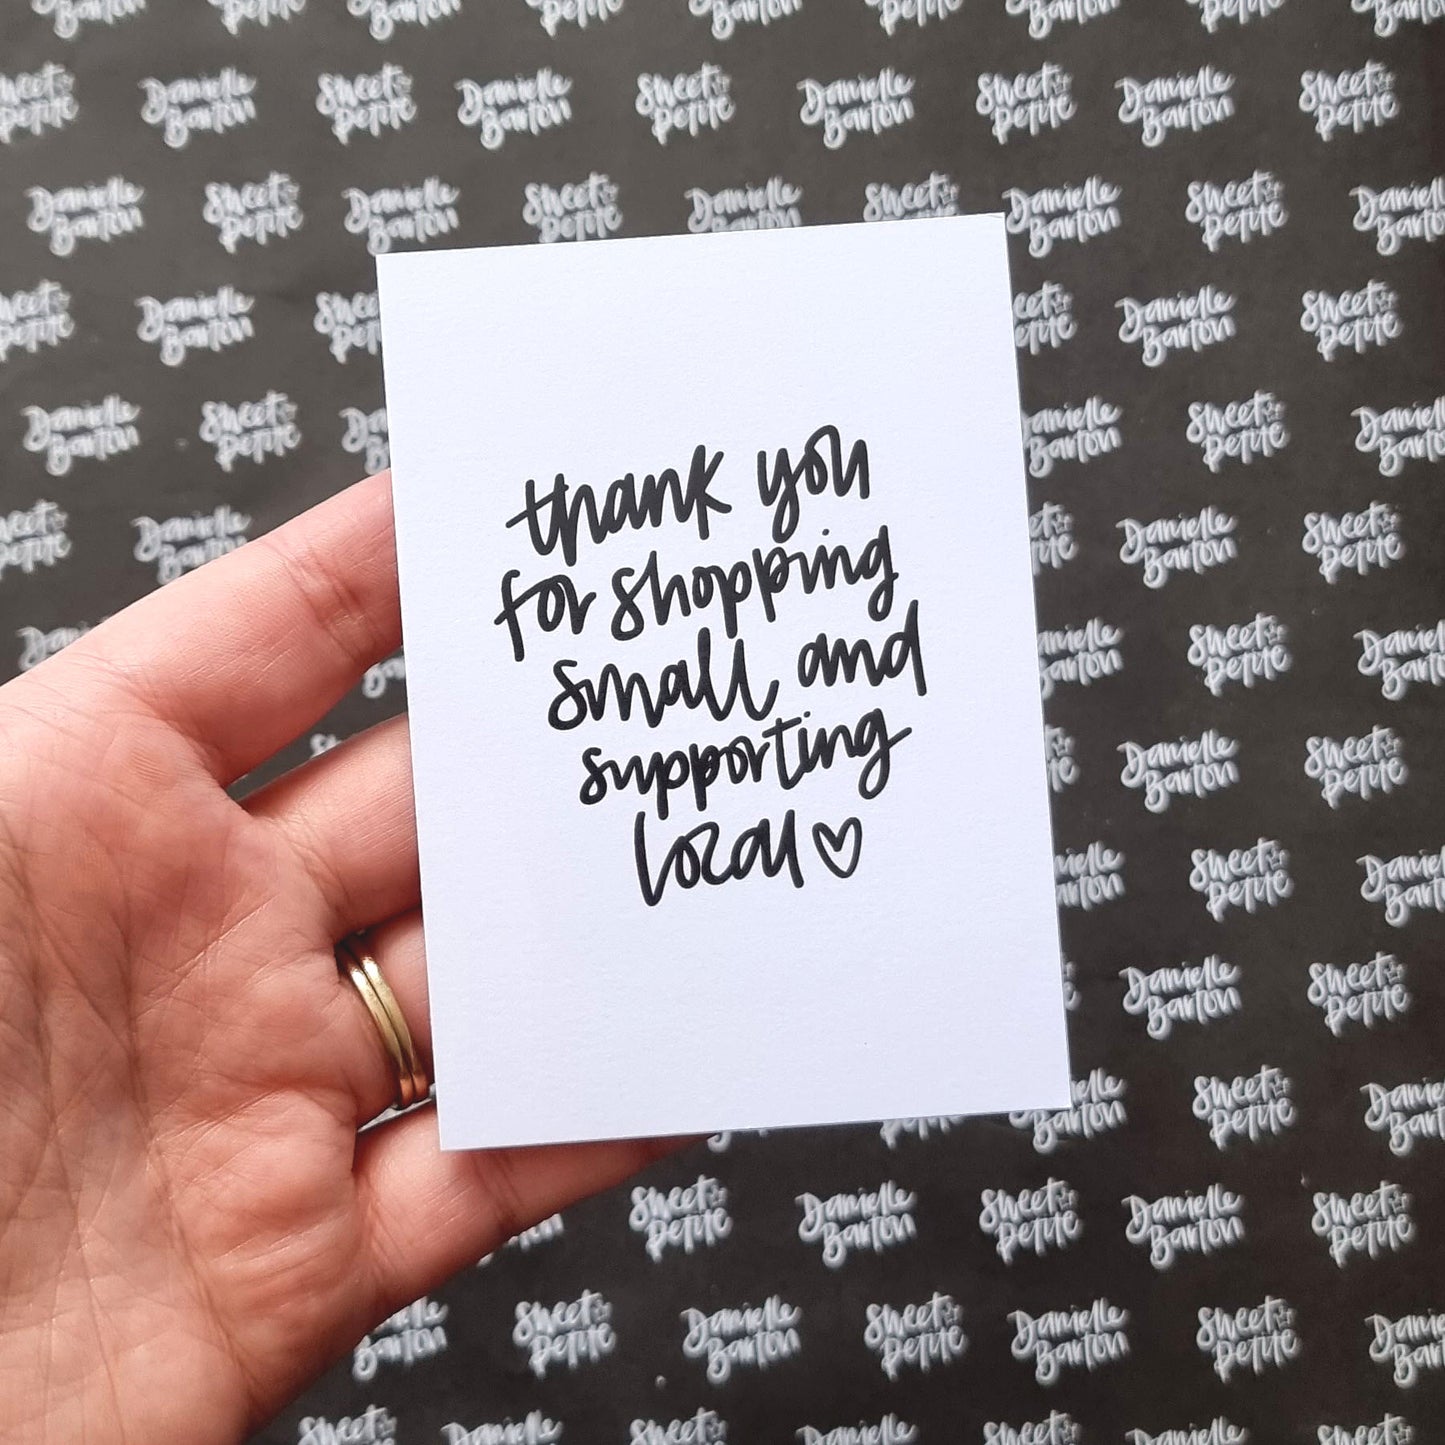 thank you
for shopping
small and
supporting
local
Danielle
Barton
Sweet &
Petite